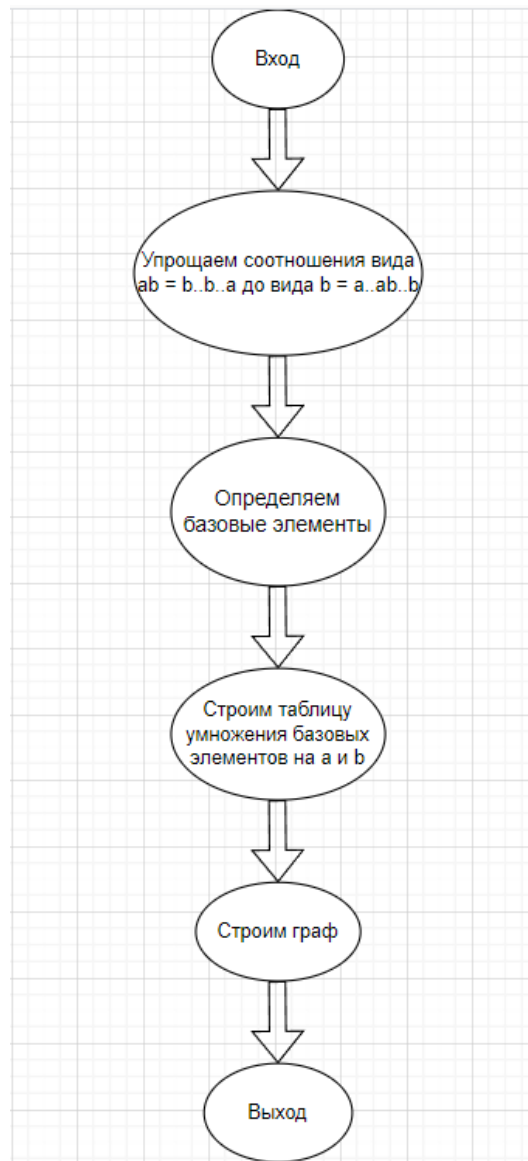 Вход
Упрощаем соотношения вида
ab = b..b..a до вида b = a..ab..b
Определяем
базовые элементы
Строим таблицу
умножения базовых
элементов на a и b
Строим граф
Выход